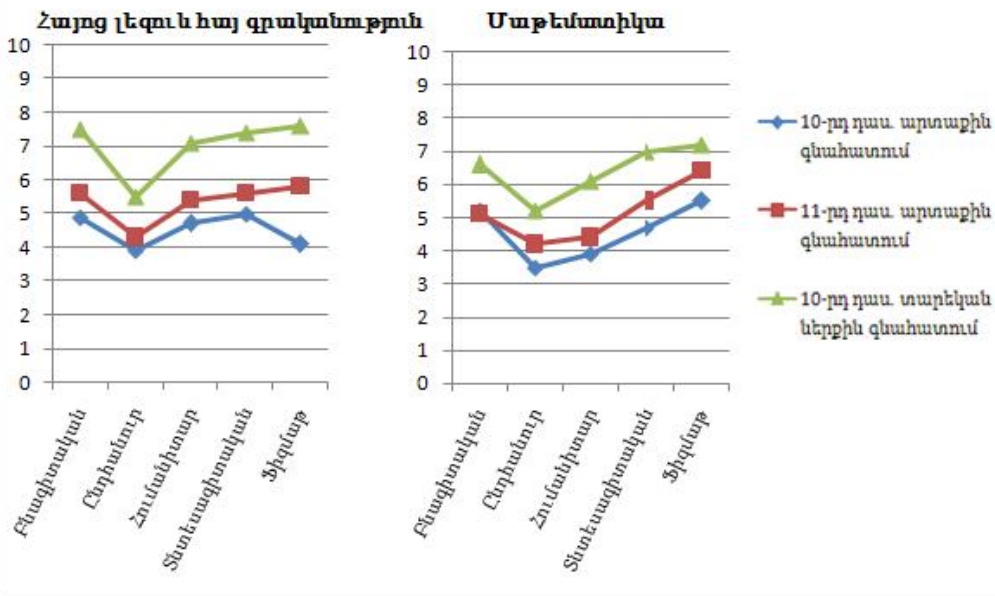 Հայոց լեզու և հայ գրականություն
10
9
8
7
6
5
4
3
2
1
0
Բնագիտական
Ընդհանուր
Հումանիտար
Տնտեսագիտական
Ֆիզմաթ
Մաթեմատիկա
10
9
8
7
6
5
4
3
2
1
0
Բնագիտական
Ընդհանուր
Հումանիտար
Տնտեսագիտական
Ֆիզմաթ
10-րդ դաս. արտաքին
գնահատում
11-րդ դաս. արտաքին
գնահատում
10-րդ դաս. տարեկան
ներքին գնահատում